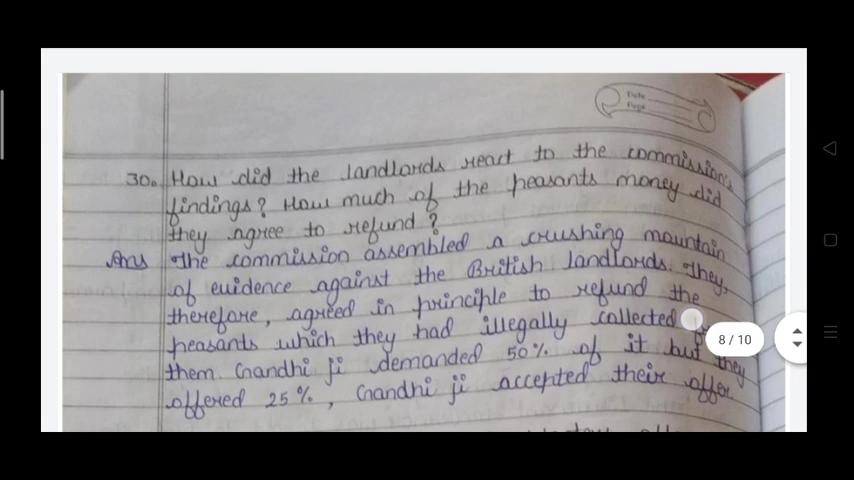 Date
Page
30. How did the landlords react to the commission's
findings? How much of the peasants money did
they agree to refund?
Ans The commission assembled a crushing mountain
of evidence against the British landlords. They,
therefore, agreed in principle to refund the
peasants which they had illegally collected
them. Gandhi ji demanded 50% of it but they
offered 25%, Gandhi ji accepted their offer.
8 / 10